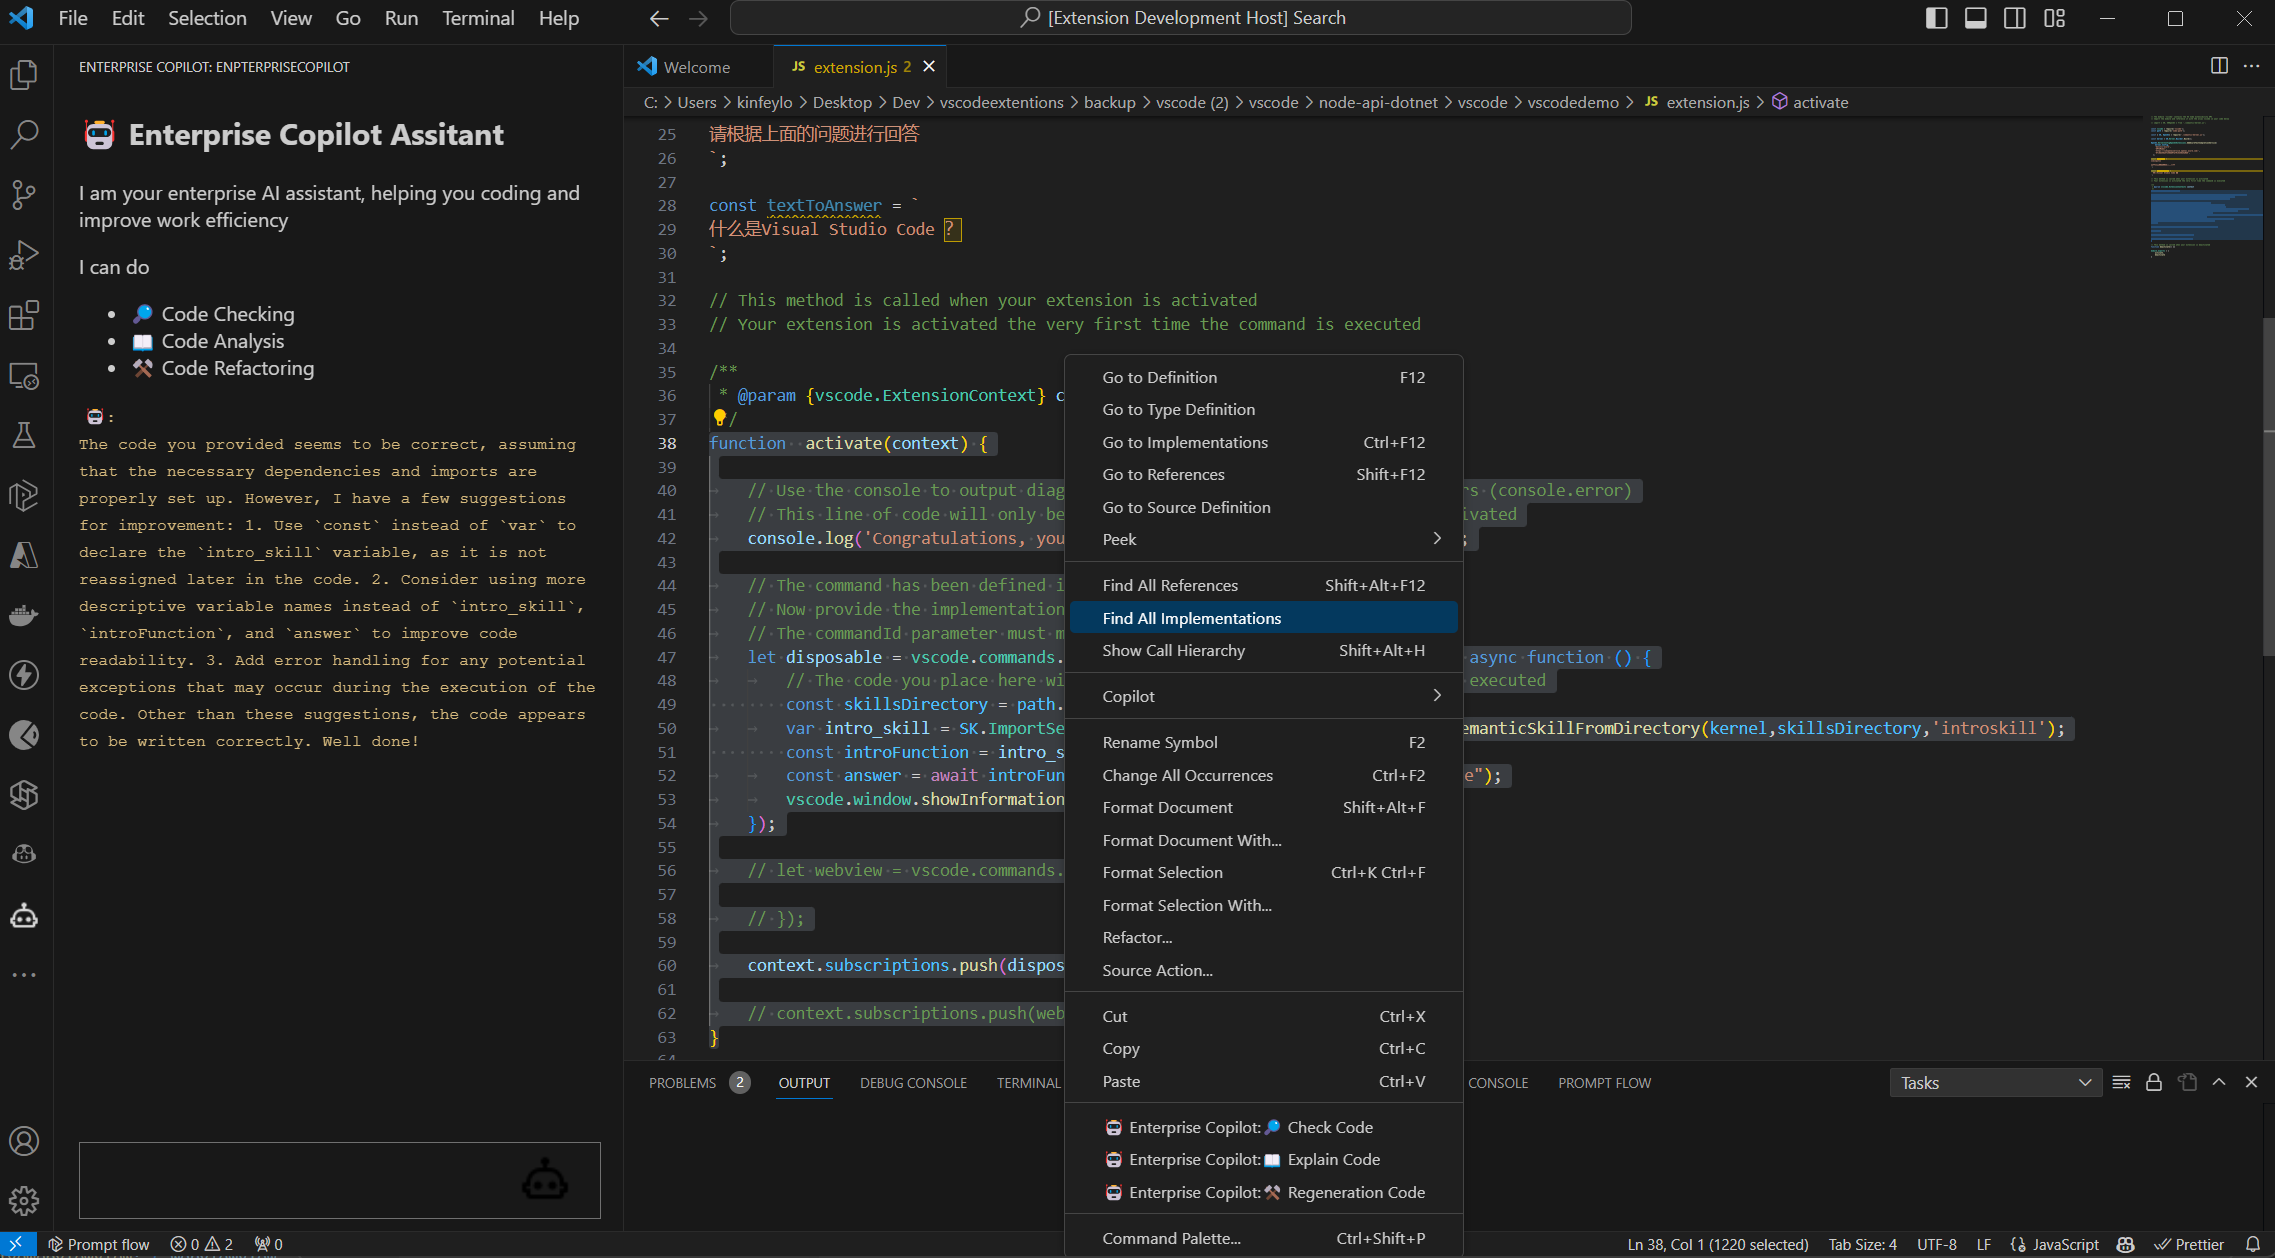 File Edit Selection View Go Run Terminal Help
[Extension Development Host] Search
ENTERPRISE COPILOT: ENPTERPRISECOPILOT
Enterprise Copilot Assitant
I am your enterprise AI assistant, helping you coding and
improve work efficiency
I can do
• Code Checking
• Code Analysis
• Code Refactoring
:
The code you provided seems to be correct, assuming
that the necessary dependencies and imports are
properly set up. However, I have a few suggestions
for improvement: 1. Use `const` instead of `var` to
declare the `intro_skill` variable, as it is not
reassigned later in the code. 2. Consider using more
descriptive variable names instead of `intro_skill`,
`introFunction`, and `answer` to improve code
readability. 3. Add error handling for any potential
exceptions that may occur during the execution of the
code. Other than these suggestions, the code appears
to be written correctly. Well done!
Welcome
JS extension.js 2
C: > Users > kinfeylo > Desktop > Dev > vscodeextentions > backup > vscode (2) > vscode > node-api-dotnet > vscode > vscodedemo > JS extension.js > activate
25 请根据上面的问题进行回答
26 `;
27
28 const textToAnswer = `
29 什么是Visual Studio Code ?
30 `;
31
32 // This method is called when your extension is activated
33 // Your extension is activated the very first time the command is executed
34
35 /**
36 * @param {vscode.ExtensionContext} c
37 /
38 function activate(context) {
39
40 // Use the console to output diag rs (console.error)
41 // This line of code will only be ivated
42 console.log('Congratulations, you ;
43
44 // The command has been defined i
45 // Now provide the implementation
46 // The commandId parameter must m
47 let disposable = vscode.commands. async function () {
48 // The code you place here wi executed
49 const skillsDirectory = path.
50 var intro_skill = SK.ImportSe emanticSkillFromDirectory(kernel,skillsDirectory,'introskill');
51 const introFunction = intro_s
52 const answer = await introFun e");
53 vscode.window.showInformation
54 });
55
56 // let webview = vscode.commands.
57
58 // });
59
60 context.subscriptions.push(dispos
61
62 // context.subscriptions.push(web
63 }
64
Go to Definition F12
Go to Type Definition
Go to Implementations Ctrl+F12
Go to References Shift+F12
Go to Source Definition
Peek
Find All References Shift+Alt+F12
Find All Implementations
Show Call Hierarchy Shift+Alt+H
Copilot
Rename Symbol F2
Change All Occurrences Ctrl+F2
Format Document Shift+Alt+F
Format Document With...
Format Selection Ctrl+K Ctrl+F
Format Selection With...
Refactor...
Source Action...
Cut Ctrl+X
Copy Ctrl+C
Paste Ctrl+V
Enterprise Copilot: Check Code
Enterprise Copilot: Explain Code
Enterprise Copilot: Regeneration Code
Command Palette... Ctrl+Shift+P
PROBLEMS 2 OUTPUT DEBUG CONSOLE TERMINAL CONSOLE PROMPT FLOW
Tasks
Prompt flow 0 2 0
Ln 38, Col 1 (1220 selected) Tab Size: 4 UTF-8 LF JavaScript Prettier